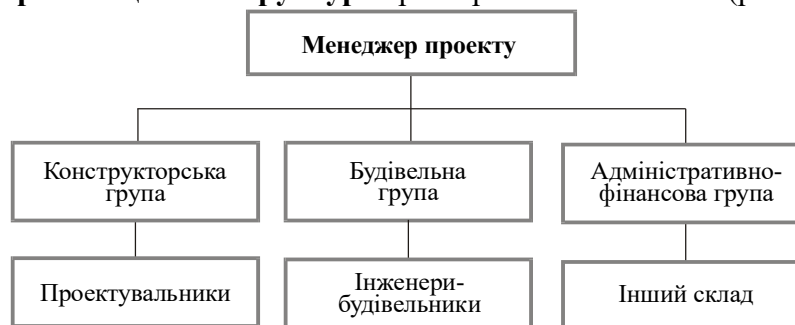 Менеджер проекту
Конструкторська
група
Будівельна
група
Адміністративно-
фінансова група
Проектувальники
Інженери-
будівельники
Інший склад